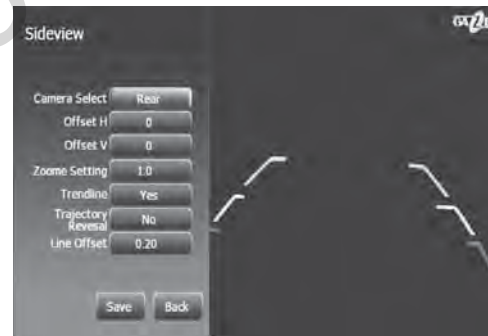 Sideview
Camera Select Rear
Offset H 0
Offset V 0
Zoome Setting 1.0
Trendline Yes
Trajectory
Revesal No
Line Offset 0.20
Save Back